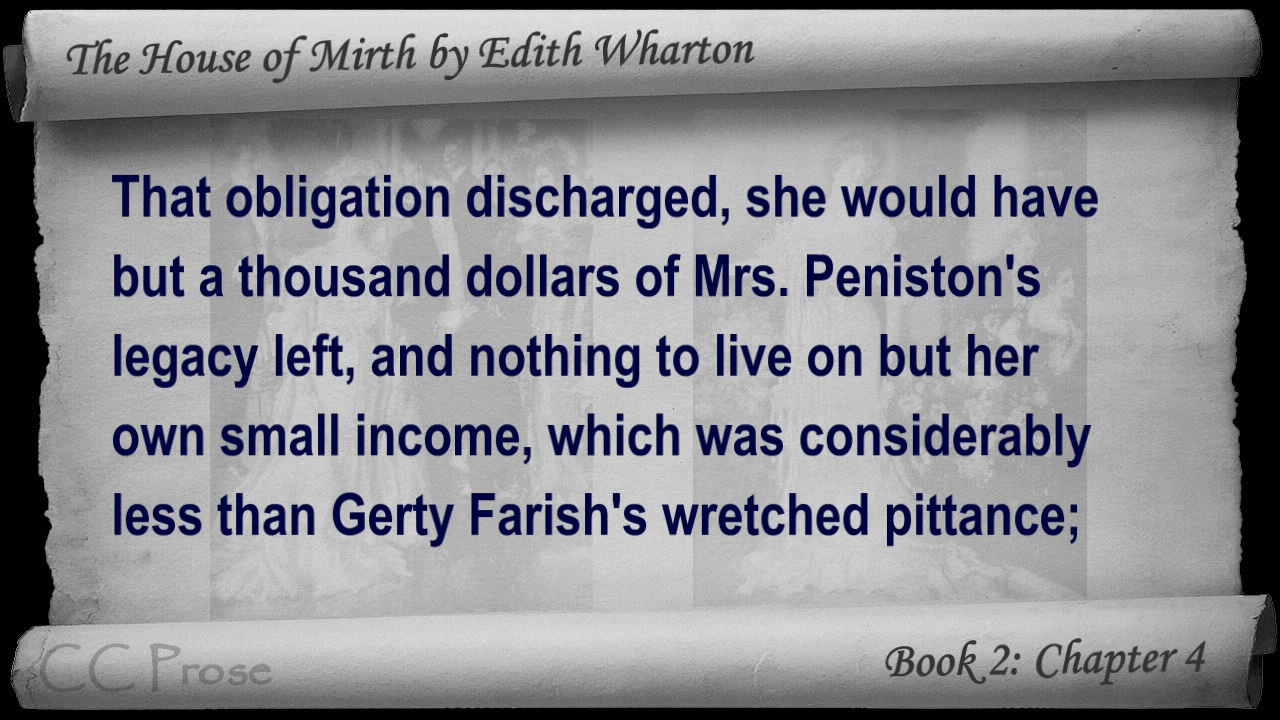 The House of Mirth by Edith Wharton
That obligation discharged, she would have
but a thousand dollars of Mrs. Peniston's
legacy left, and nothing to live on but her
own small income, which was considerably
less than Gerty Farish's wretched pittance;
CC Prose
Book 2: Chapter 4